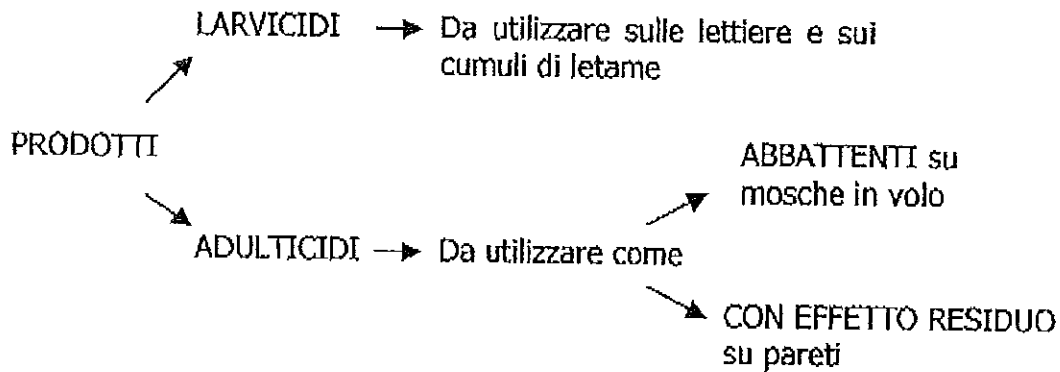 LARVICIDI
Da utilizzare sulle lettiere e sui
cumuli di letame
PRODOTTI
ABBATTENTI su
mosche in volo
ADULTICIDI
Da utilizzare come
CON EFFETTO RESIDUO
su pareti